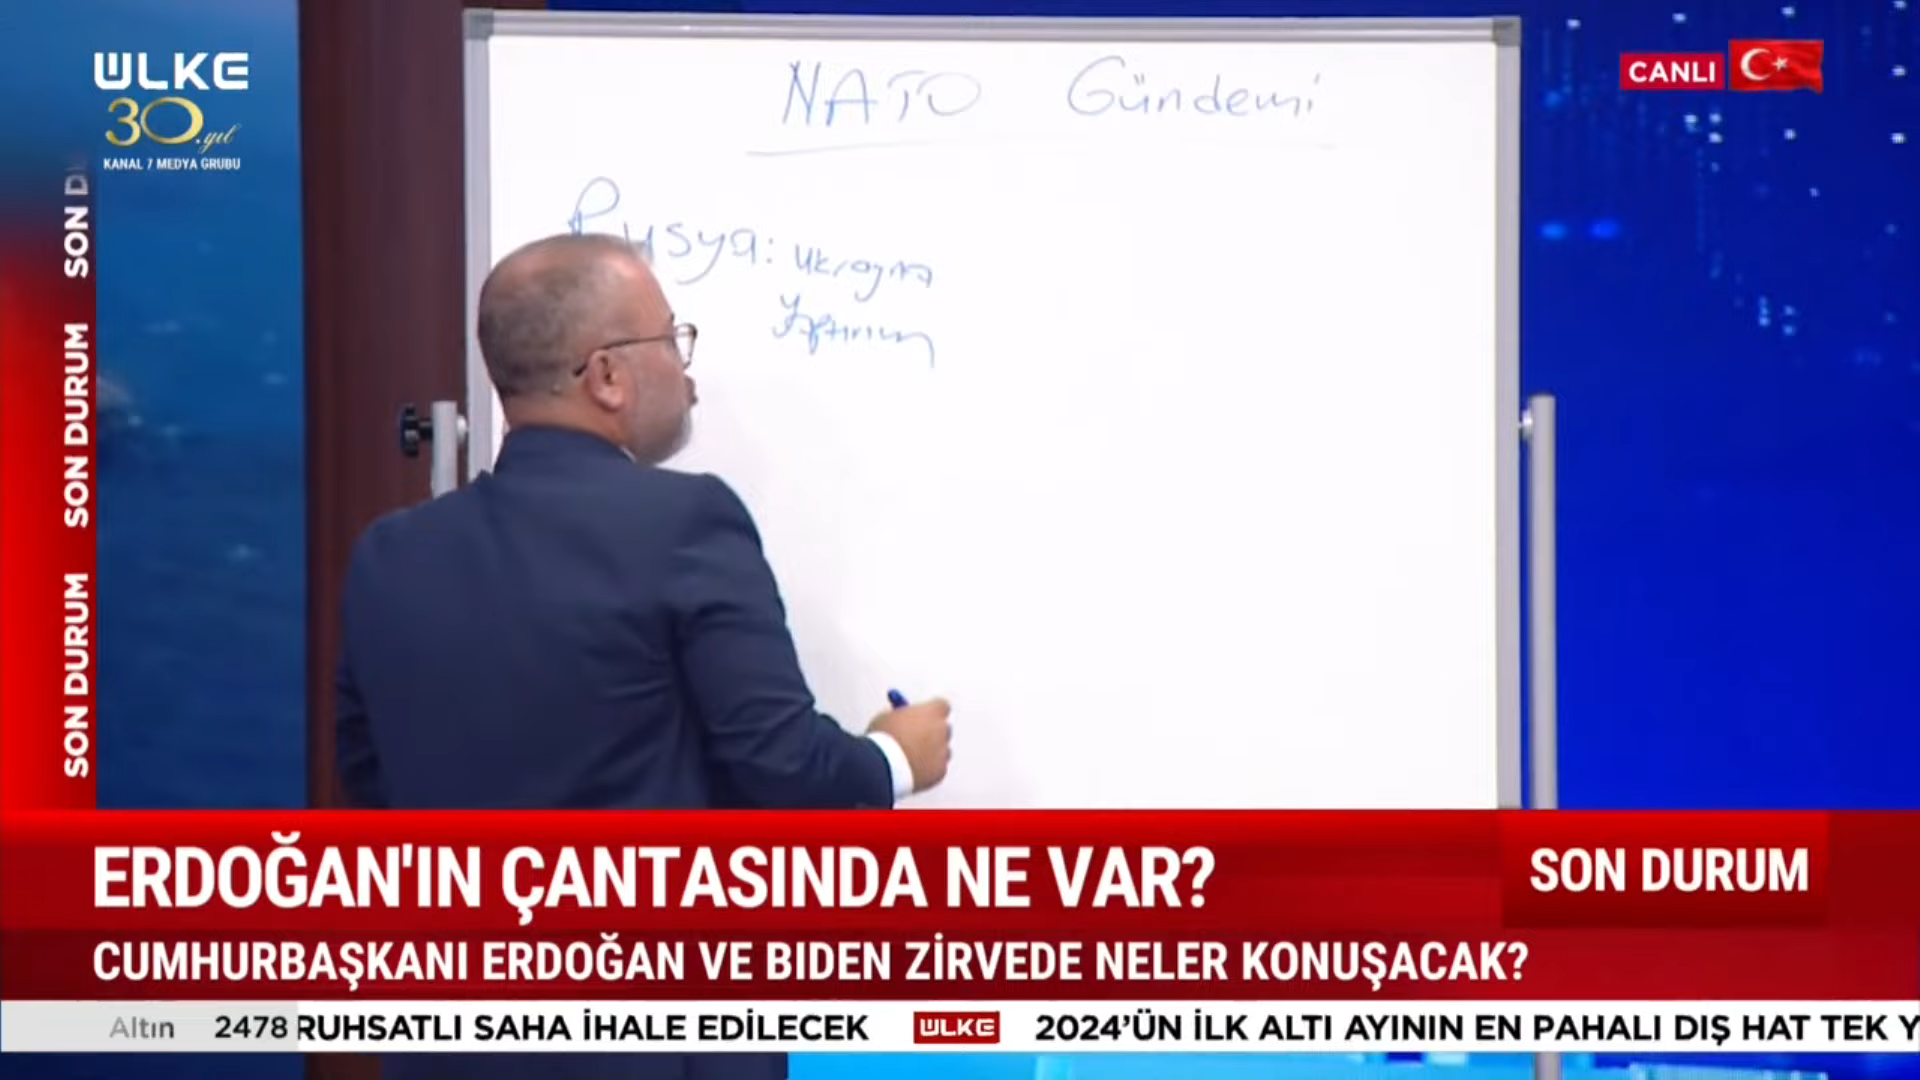 ÜLKE
30.yıl
KANAL 7 MEDYA GRUBU
CANLI
SON D
SON DURUM
SON DURUM
NATO Gündemi
Rusya: Ukrayna
Yaptırım
ERDOĞAN'IN ÇANTASINDA NE VAR?
SON DURUM
CUMHURBAŞKANI ERDOĞAN VE BIDEN ZİRVEDE NELER KONUŞACAK?
Altın 2478 RUHSATLI SAHA İHALE EDİLECEK ÜLKE 2024'ÜN İLK ALTI AYININ EN PAHALI DIŞ HAT TEK Y